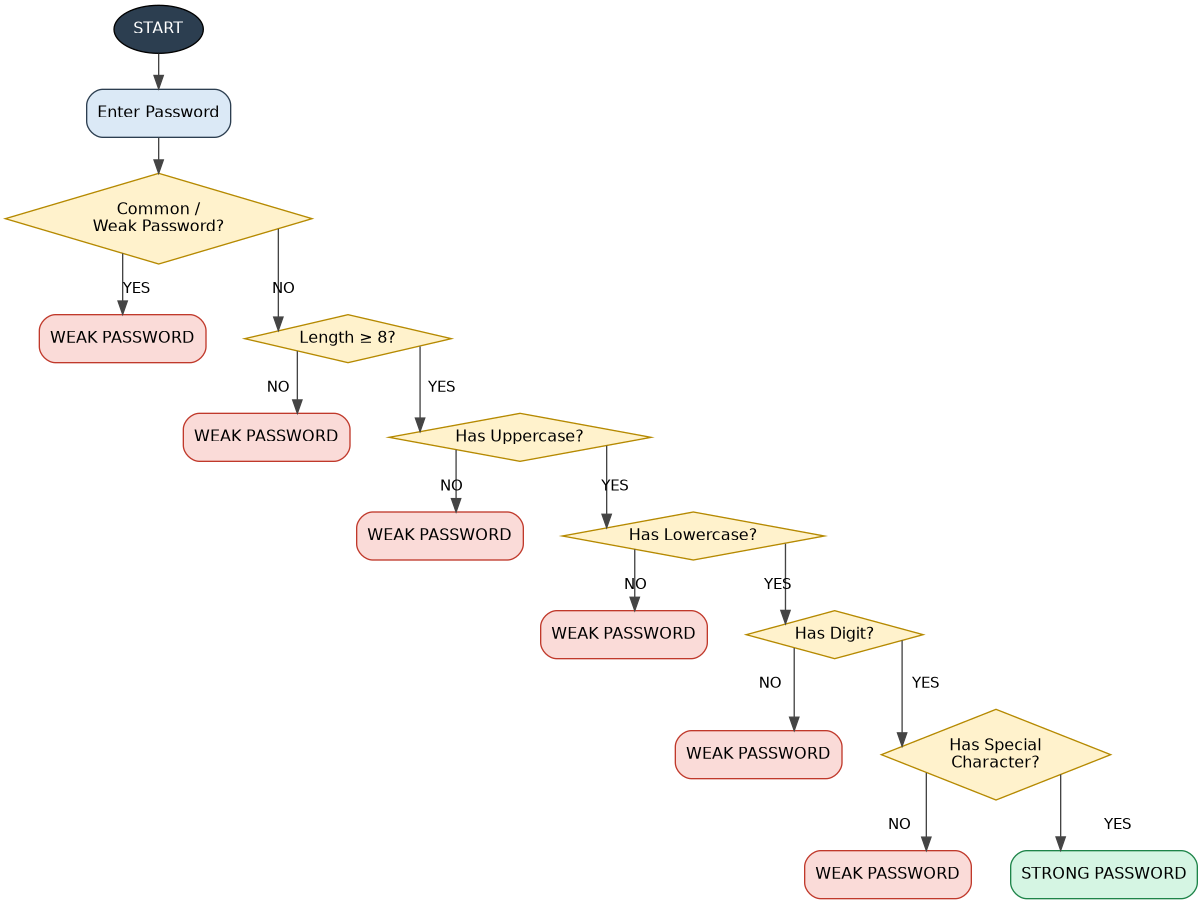 START
Enter Password
Common /
Weak Password?
YES
NO
WEAK PASSWORD
Length ≥ 8?
NO
YES
WEAK PASSWORD
Has Uppercase?
NO
YES
WEAK PASSWORD
Has Lowercase?
NO
YES
WEAK PASSWORD
Has Digit?
NO
YES
WEAK PASSWORD
Has Special
Character?
NO
YES
WEAK PASSWORD
STRONG PASSWORD